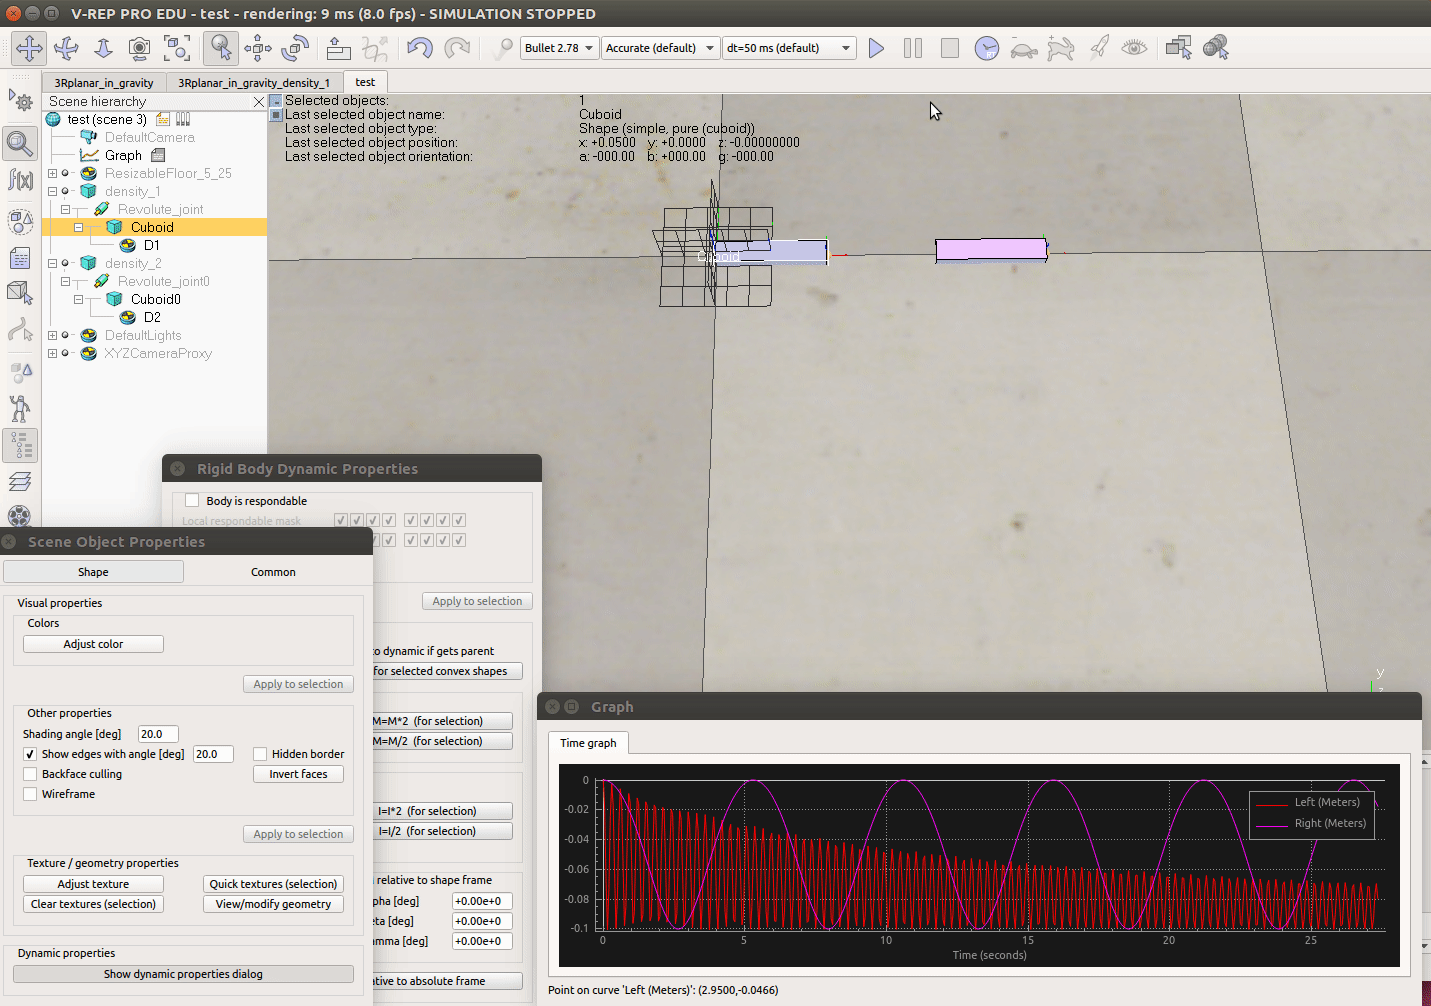 V-REP PRO EDU - test - rendering: 9 ms (8.0 fps) - SIMULATION STOPPED
Bullet 2.78 Accurate (default) dt=50 ms (default)
3Rplanar_in_gravity 3Rplanar_in_gravity_density_1 test
Scene hierarchy
test (scene 3)
DefaultCamera
Graph
ResizableFloor_5_25
density_1
Revolute_joint
Cuboid
D1
density_2
Revolute_joint0
Cuboid0
D2
DefaultLights
XYZCameraProxy
Selected objects: 1
Last selected object name: Cuboid
Last selected object type: Shape (simple, pure (cuboid))
Last selected object position: x: +0.0500 y: +0.0000 z: -0.00000000
Last selected object orientation: a: -000.00 b: +000.00 g: -000.00
Cuboid
y
z
Rigid Body Dynamic Properties
Body is respondable
Local respondable mask
Apply to selection
to dynamic if gets parent
for selected convex shapes
M=M*2 (for selection)
M=M/2 (for selection)
I=I*2 (for selection)
I=I/2 (for selection)
relative to shape frame
pha [deg] +0.00e+0
eta [deg] +0.00e+0
mma [deg] +0.00e+0
tive to absolute frame
Scene Object Properties
Shape Common
Visual properties
Colors
Adjust color
Apply to selection
Other properties
Shading angle [deg] 20.0
Show edges with angle [deg] 20.0 Hidden border
Backface culling Invert faces
Wireframe
Apply to selection
Texture / geometry properties
Adjust texture Quick textures (selection)
Clear textures (selection) View/modify geometry
Dynamic properties
Show dynamic properties dialog
Graph
Time graph
0
-0.02
-0.04
-0.06
-0.08
-0.1
Left (Meters)
Right (Meters)
0 5 10 15 20 25
Time (seconds)
Point on curve 'Left (Meters)': (2.9500,-0.0466)